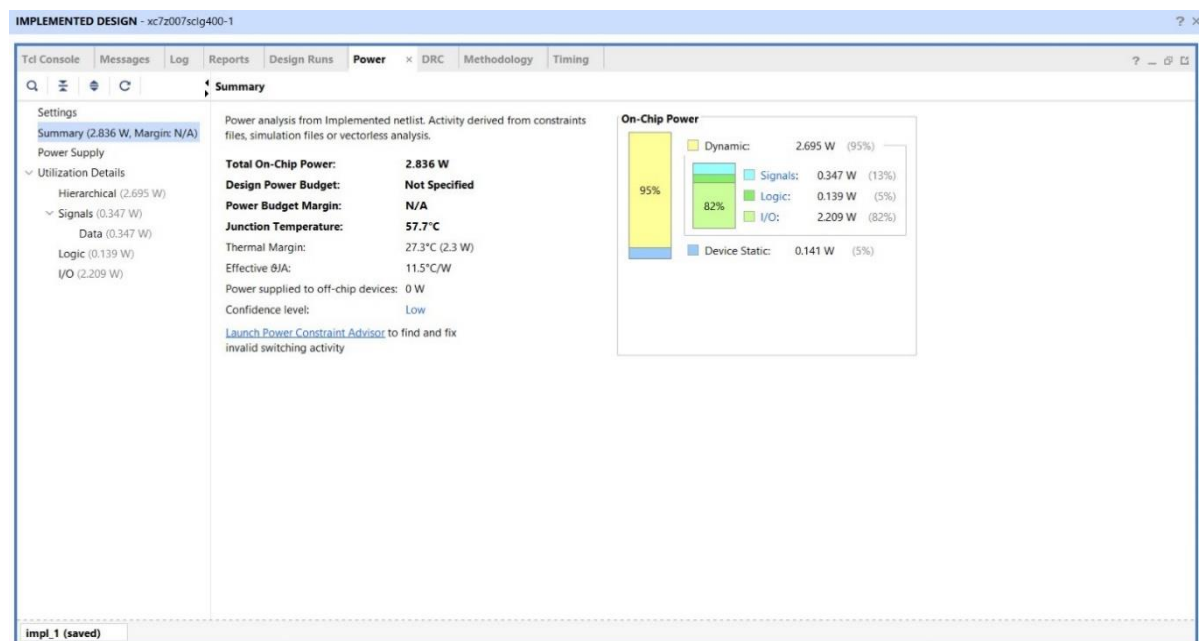 IMPLEMENTED DESIGN - xc7z007sclg400-1
? ×
Tcl Console Messages Log Reports Design Runs Power × DRC Methodology Timing
? _
Summary
Settings
Summary (2.836 W, Margin: N/A)
Power Supply
Utilization Details
Hierarchical (2.695 W)
Signals (0.347 W)
Data (0.347 W)
Logic (0.139 W)
I/O (2.209 W)
Power analysis from Implemented netlist. Activity derived from constraints
files, simulation files or vectorless analysis.
Total On-Chip Power: 2.836 W
Design Power Budget: Not Specified
Power Budget Margin: N/A
Junction Temperature: 57.7°C
Thermal Margin: 27.3°C (2.3 W)
Effective ϑJA: 11.5°C/W
Power supplied to off-chip devices: 0 W
Confidence level: Low
Launch Power Constraint Advisor to find and fix
invalid switching activity
On-Chip Power
Dynamic: 2.695 W (95%)
Signals: 0.347 W (13%)
Logic: 0.139 W (5%)
I/O: 2.209 W (82%)
95%
82%
Device Static: 0.141 W (5%)
impl_1 (saved)